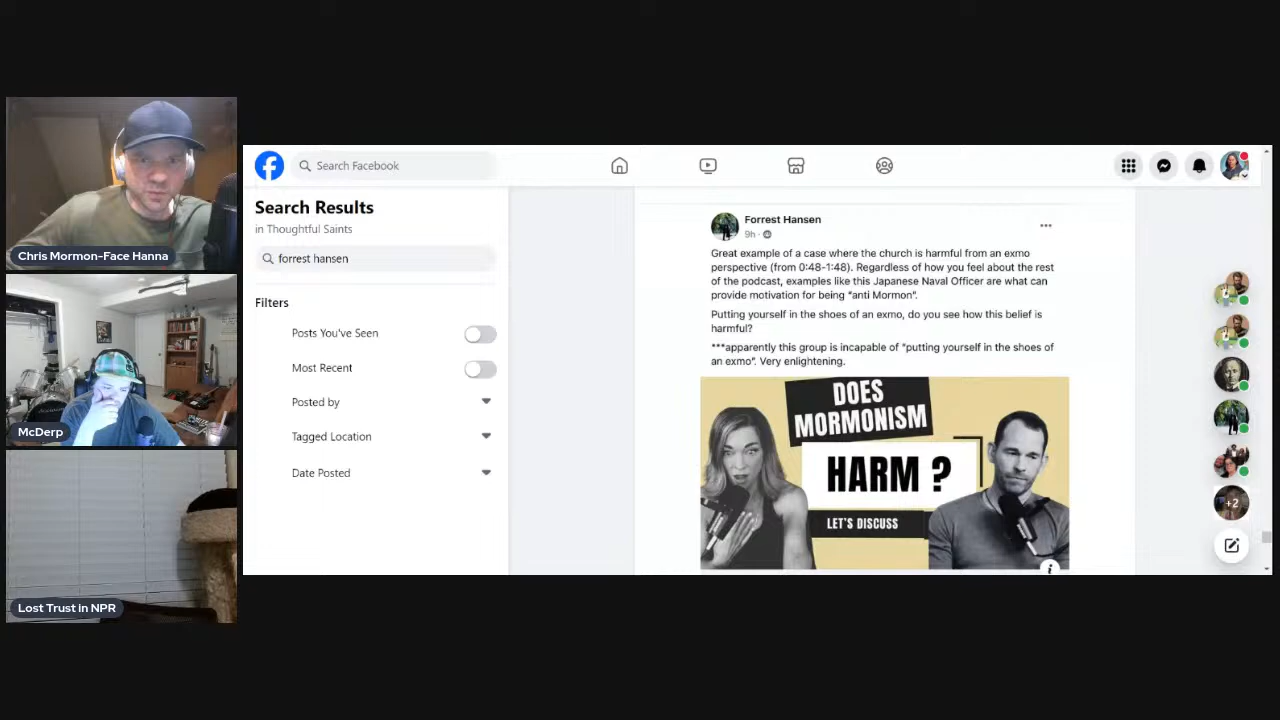 Chris Mormon-Face Hanna
McDerp
Lost Trust in NPR
Search Facebook
Search Results
in Thoughtful Saints
forrest hansen
Filters
Posts You've Seen
Most Recent
Posted by
Tagged Location
Date Posted
Forrest Hansen
9h ·
Great example of a case where the church is harmful from an exmo
perspective (from 0:48-1:48). Regardless of how you feel about the rest
of the podcast, examples like this Japanese Naval Officer are what can
provide motivation for being "anti Mormon".
Putting yourself in the shoes of an exmo, do you see how this belief is
harmful?
***apparently this group is incapable of "putting yourself in the shoes of
an exmo". Very enlightening.
DOES
MORMONISM
HARM ?
LET'S DISCUSS
i
+2